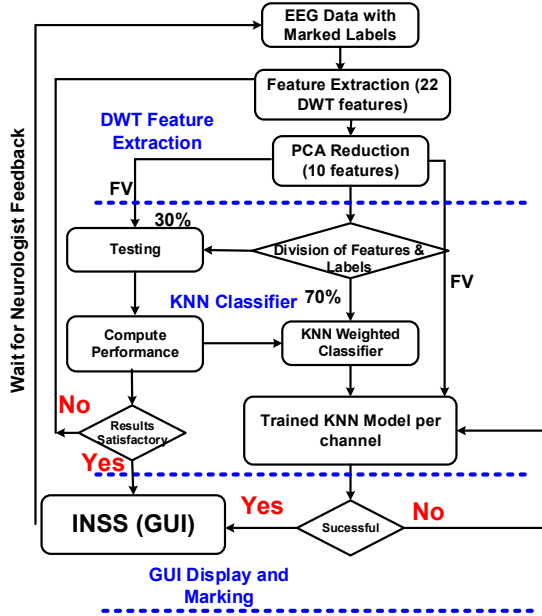 EEG Data with
Marked Labels
Feature Extraction (22
DWT features)
DWT Feature
Extraction
PCA Reduction
(10 features)
FV
30%
Testing
Division of Features &
Labels
FV
KNN Classifier
70%
Compute
Performance
KNN Weighted
Classifier
Wait for Neurologist Feedback
No
Results
Satisfactory
Trained KNN Model per
channel
Yes
INSS (GUI)
Yes
Sucessful
No
GUI Display and
Marking